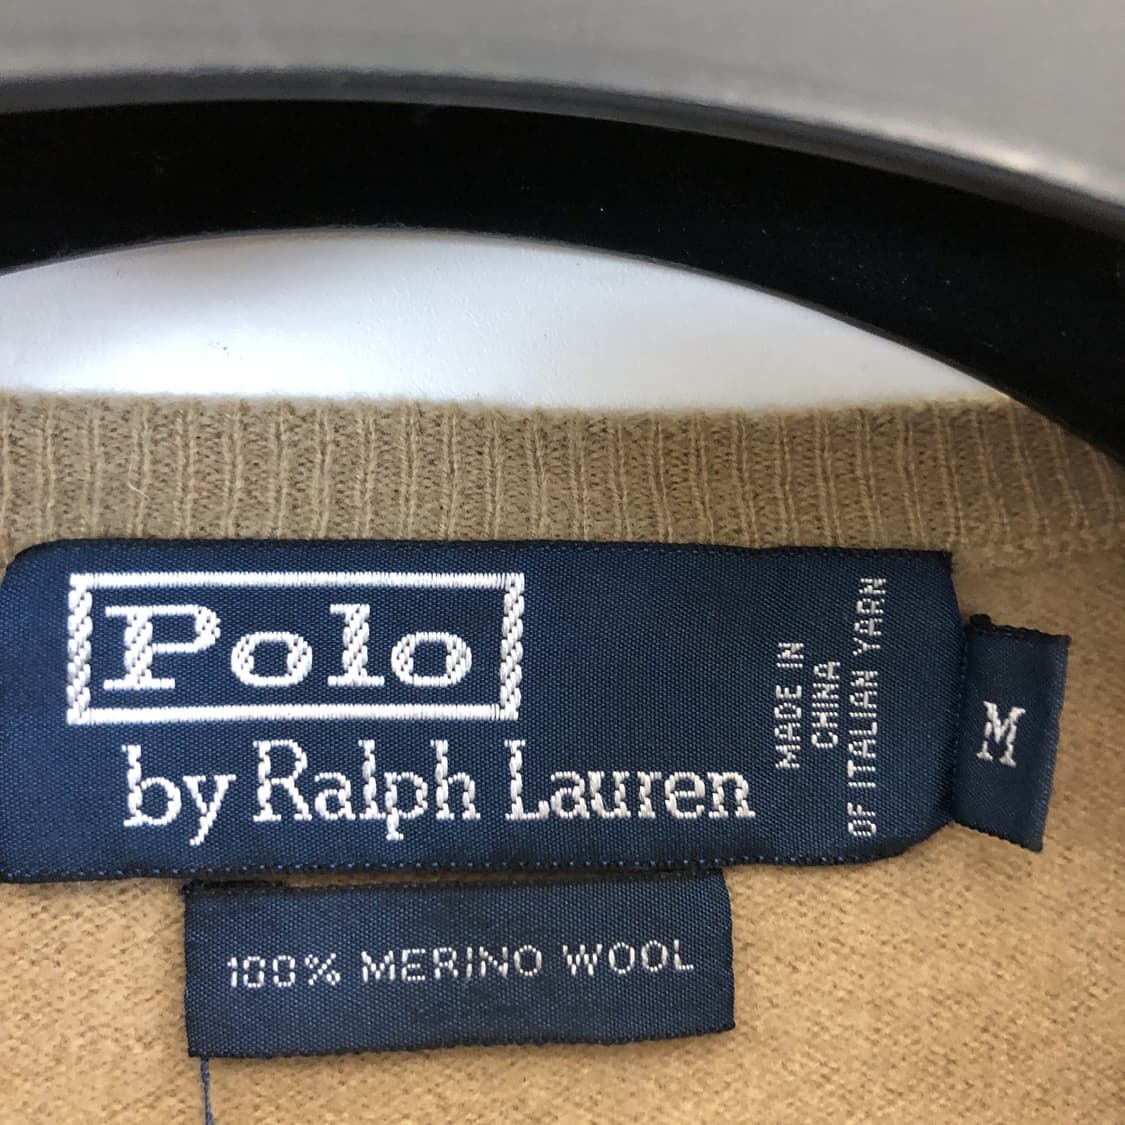 Polo
by Ralph Lauren
MADE IN
CHINA
OF ITALIAN YARN
M
100% MERINO WOOL